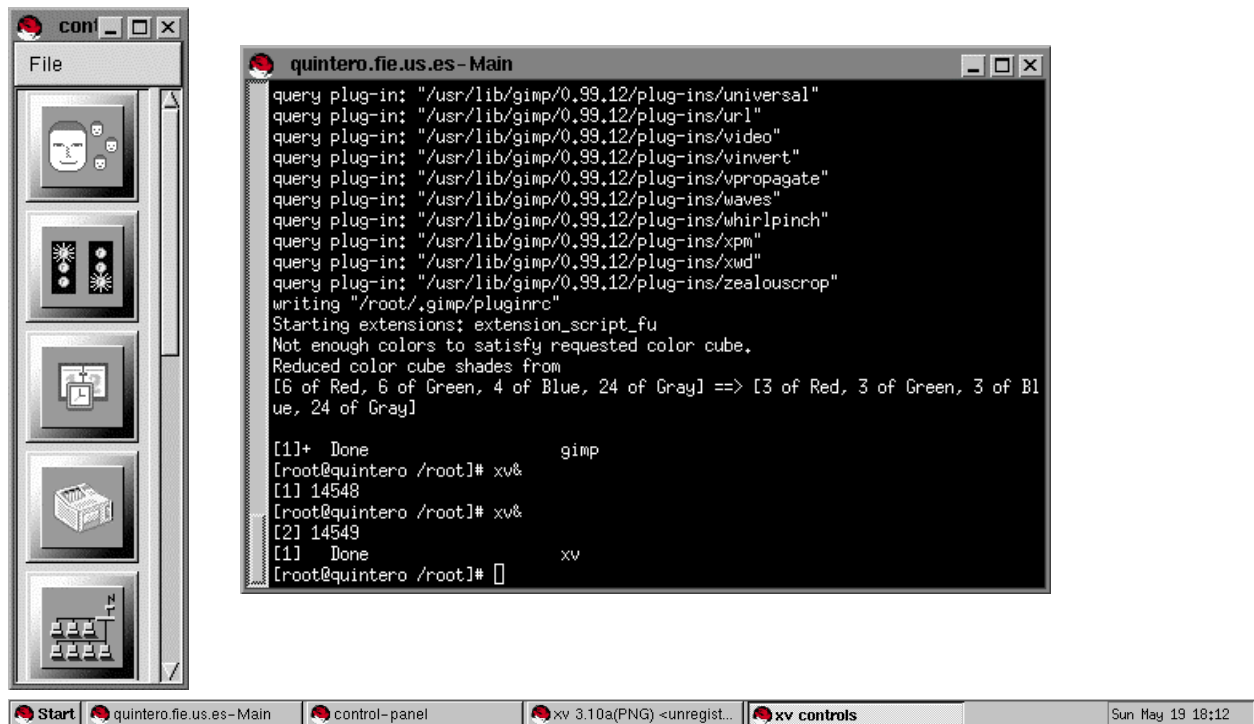 cont
File
quintero.fie.us.es-Main
query plug-in: "/usr/lib/gimp/0.99.12/plug-ins/universal"
query plug-in: "/usr/lib/gimp/0.99.12/plug-ins/url"
query plug-in: "/usr/lib/gimp/0.99.12/plug-ins/video"
query plug-in: "/usr/lib/gimp/0.99.12/plug-ins/vinvert"
query plug-in: "/usr/lib/gimp/0.99.12/plug-ins/vpropagate"
query plug-in: "/usr/lib/gimp/0.99.12/plug-ins/waves"
query plug-in: "/usr/lib/gimp/0.99.12/plug-ins/whirlpinch"
query plug-in: "/usr/lib/gimp/0.99.12/plug-ins/xpm"
query plug-in: "/usr/lib/gimp/0.99.12/plug-ins/xwd"
query plug-in: "/usr/lib/gimp/0.99.12/plug-ins/zealouscrop"
writing "/root/.gimp/pluginrc"
Starting extensions: extension_script_fu
Not enough colors to satisfy requested color cube.
Reduced color cube shades from
[6 of Red, 6 of Green, 4 of Blue, 24 of Gray] ==> [3 of Red, 3 of Green, 3 of Bl
ue, 24 of Gray]
[1]+  Done                    gimp
[root@quintero /root]# xv&
[1] 14548
[root@quintero /root]# xv&
[2] 14549
[1]   Done                    xv
[root@quintero /root]#
N
Start quintero.fie.us.es-Main control-panel xv 3.10a(PNG) <unregist... xv controls Sun May 19 18:12